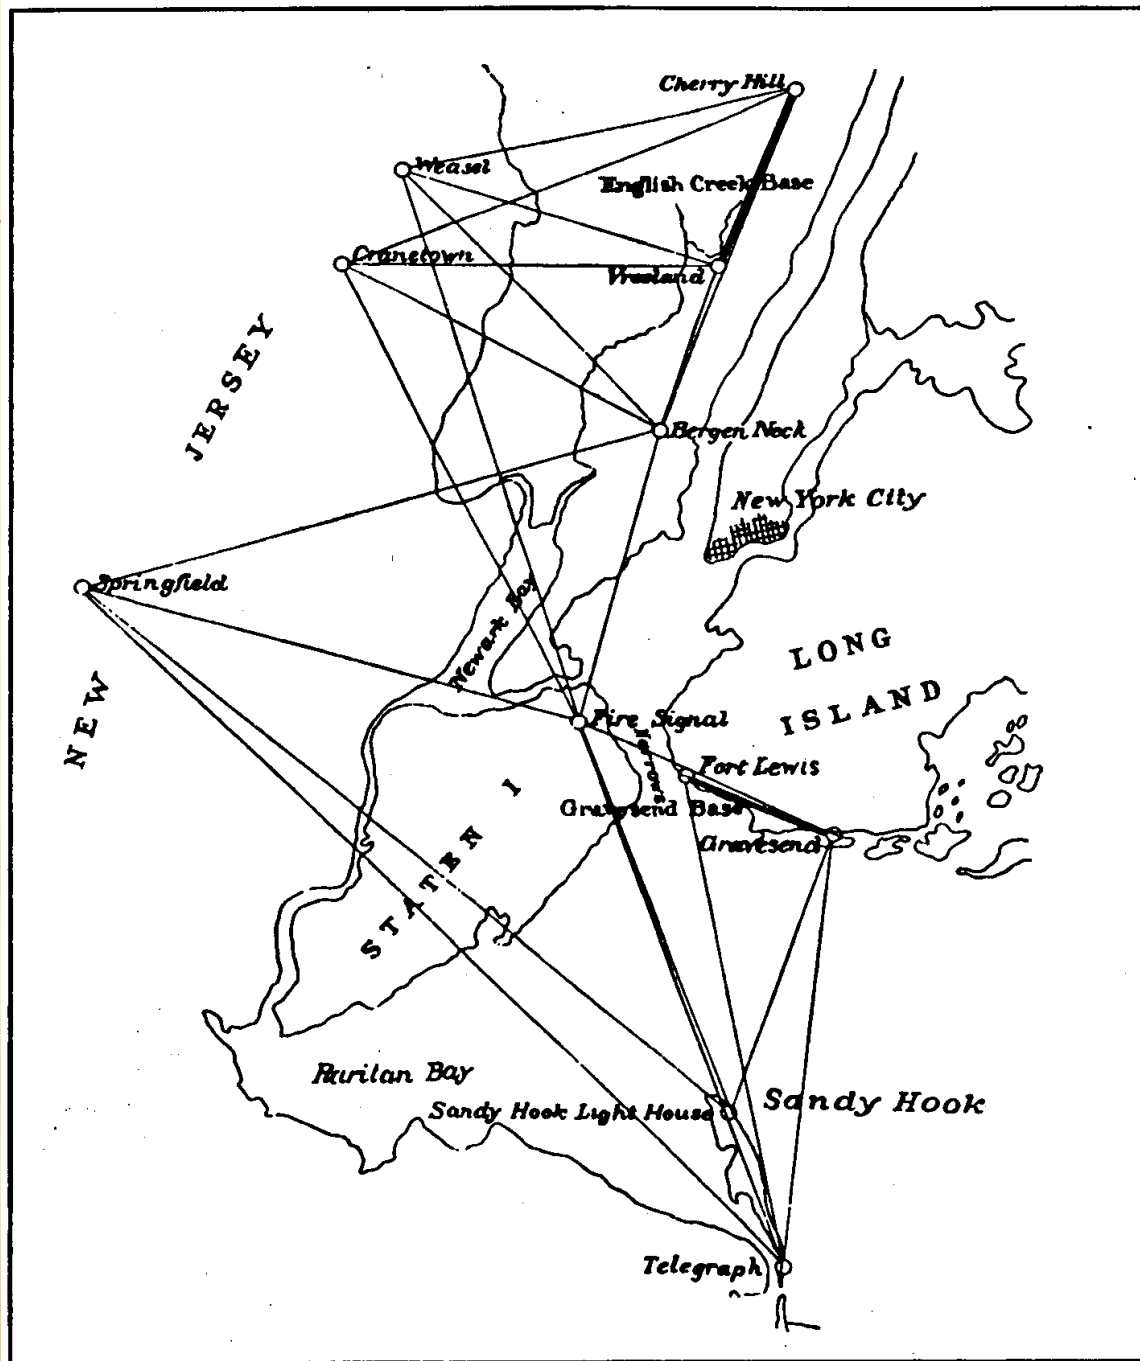 Cherry Hill
Weasel
English Creek Base
Cranetown
Vreeland
JERSEY
Bergen Neck
New York City
Springfield
Newark Bay
LONG
ISLAND
NEW
Fire Signal
Narrows
Fort Lewis
Gravesend Base
Gravesend
STATEN I
Raritan Bay
Sandy Hook Light House
Sandy Hook
Telegraph